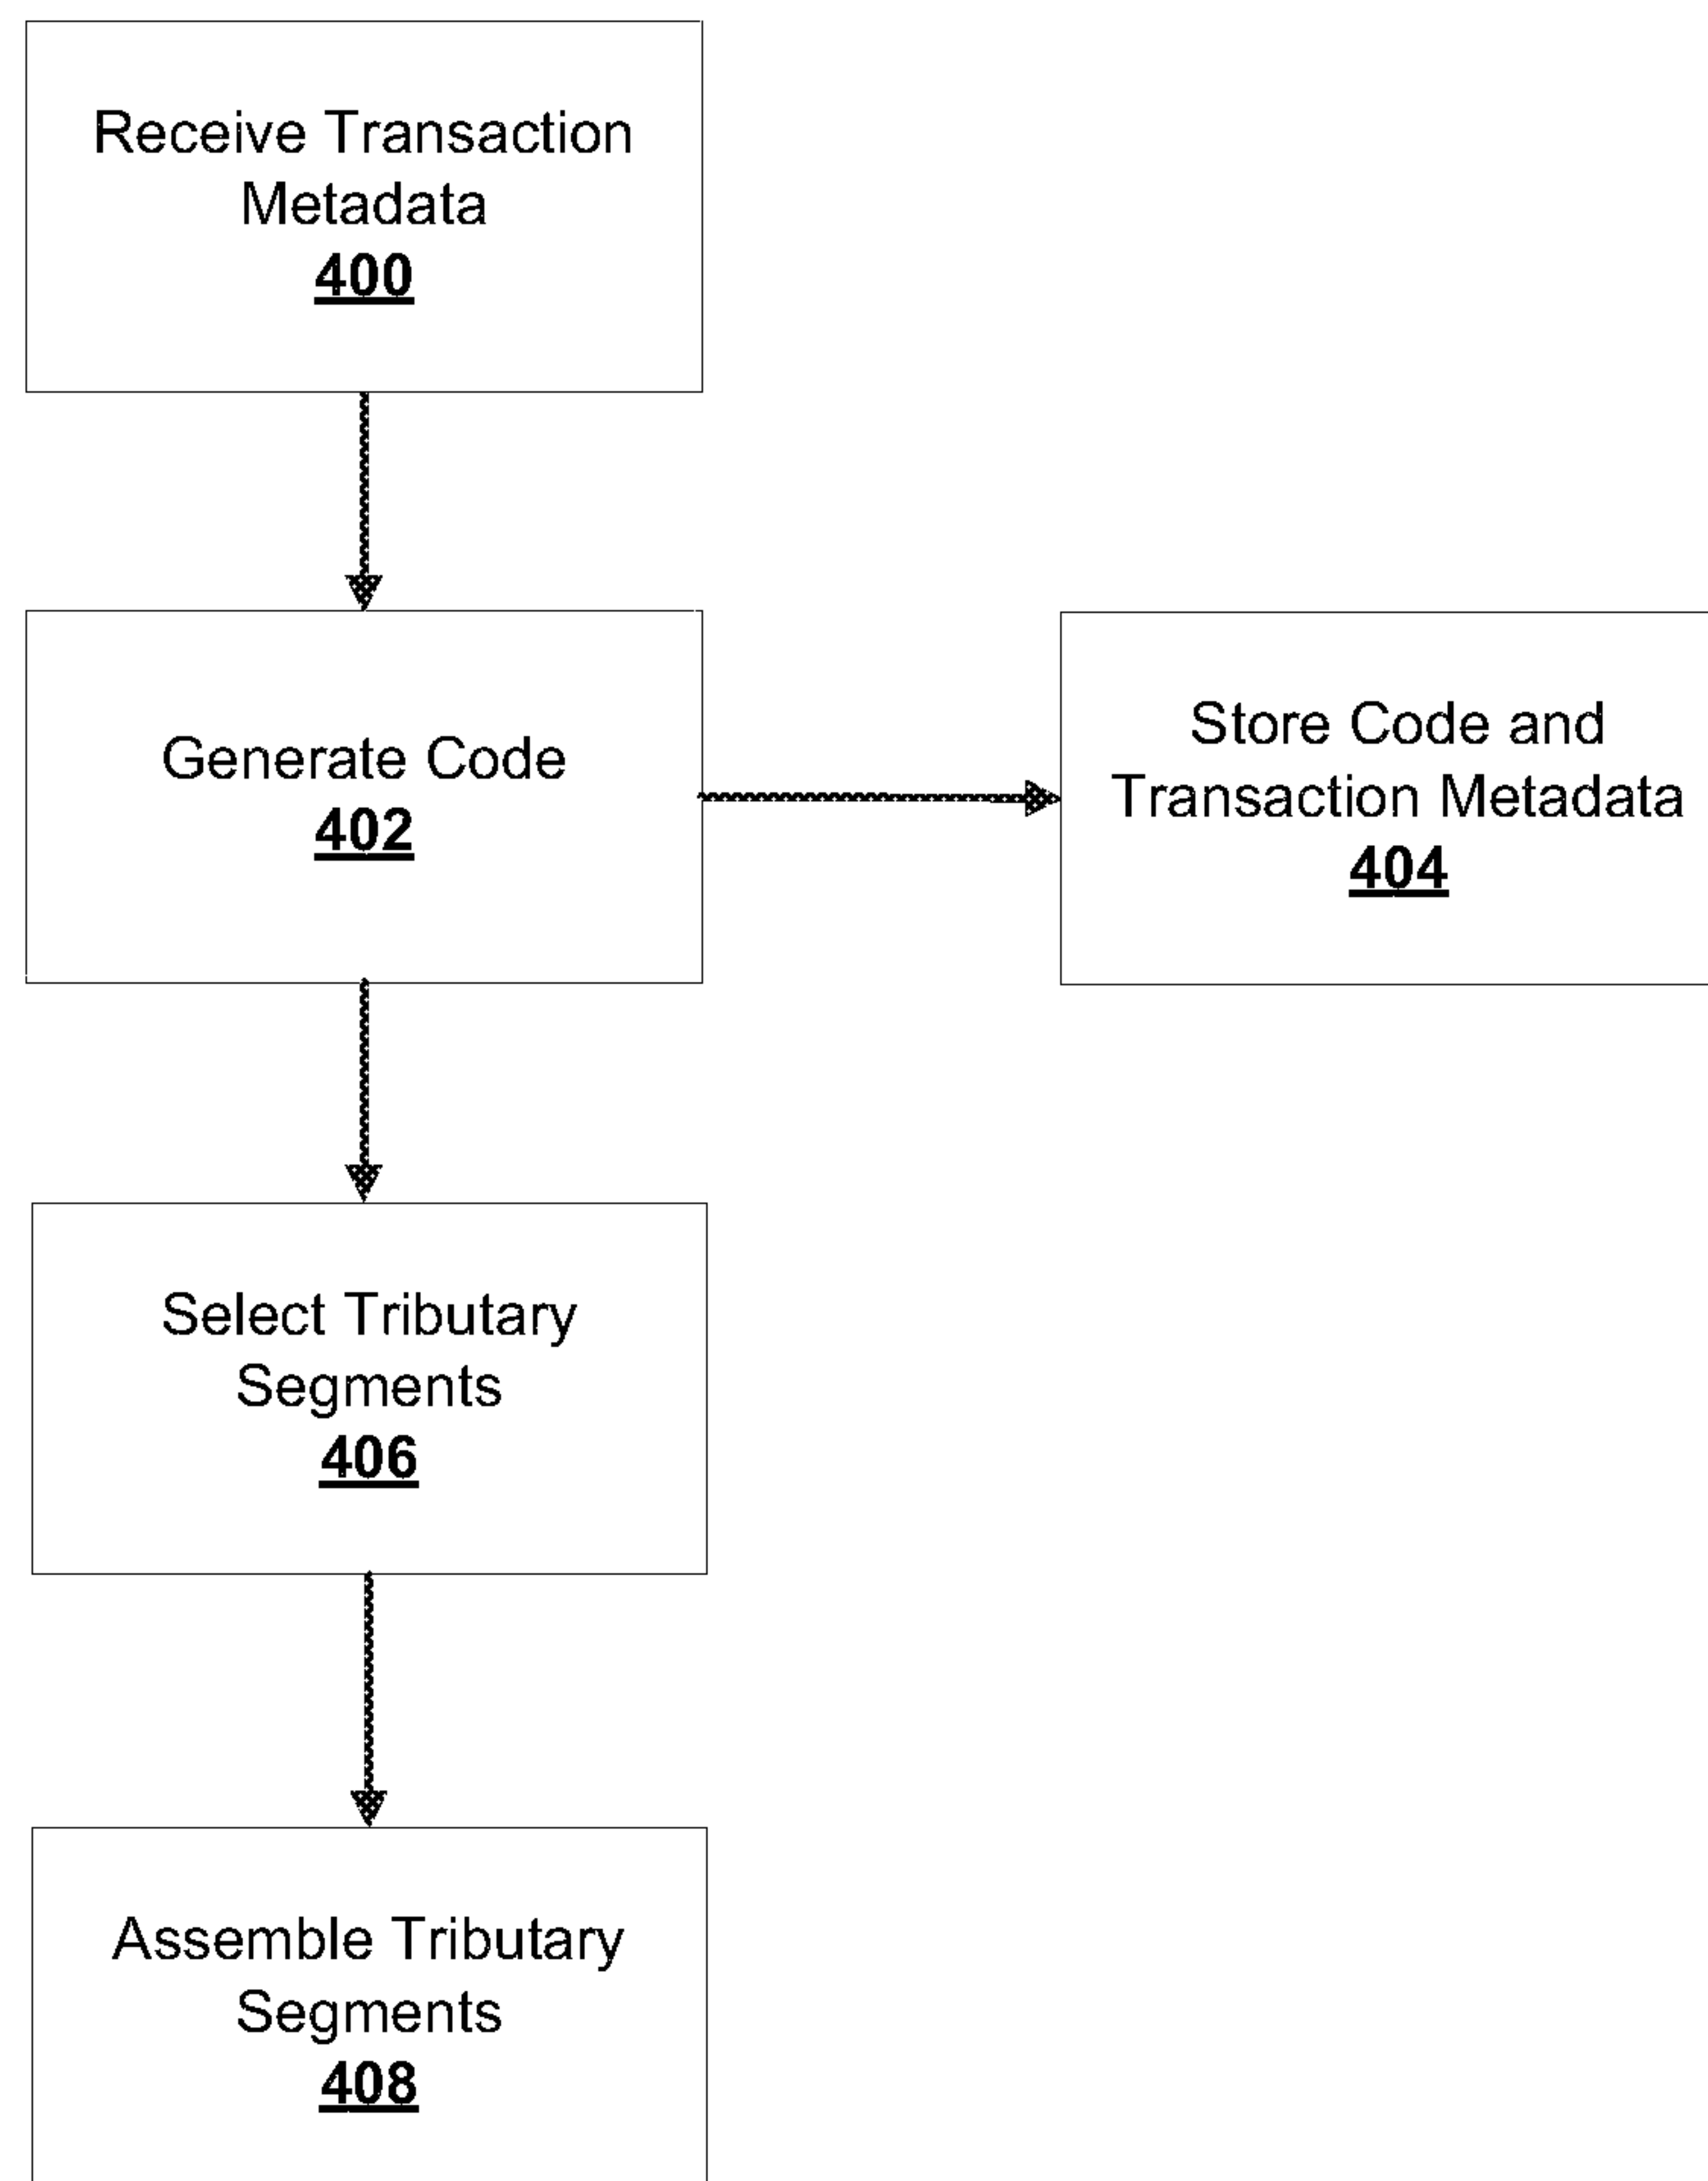 Receive Transaction
Metadata
400
Generate Code
402
Store Code and
Transaction Metadata
404
Select Tributary
Segments
406
Assemble Tributary
Segments
408